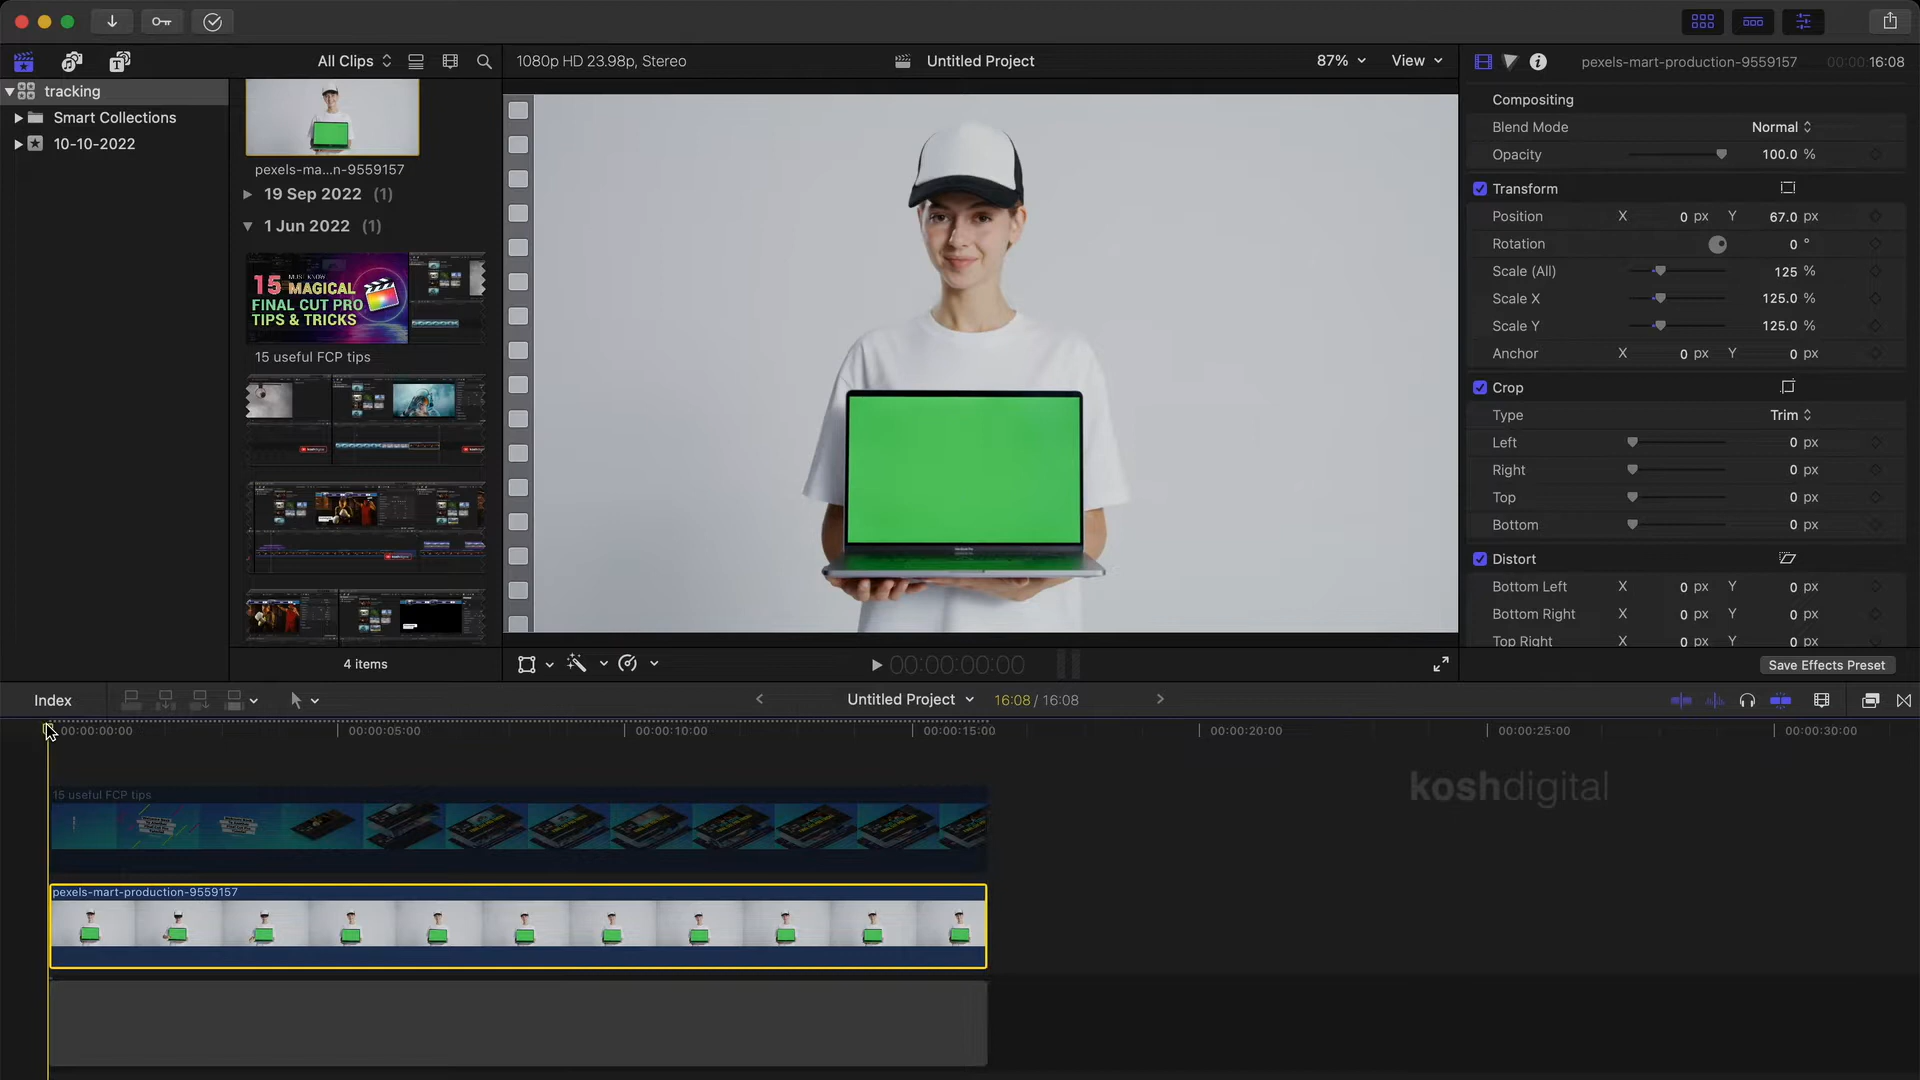 All Clips
1080p HD 23.98p, Stereo
Untitled Project
87%
View
pexels-mart-production-9559157
00:00:16:08
tracking
Smart Collections
10-10-2022
pexels-ma...n-9559157
19 Sep 2022 (1)
1 Jun 2022 (1)
15 MUST KNOW
MAGICAL
FINAL CUT PRO
TIPS & TRICKS
15 useful FCP tips
4 items
Compositing
Blend Mode Normal
Opacity 100.0 %
Transform
Position X 0 px Y 67.0 px
Rotation 0 °
Scale (All) 125 %
Scale X 125.0 %
Scale Y 125.0 %
Anchor X 0 px Y 0 px
Crop
Type Trim
Left 0 px
Right 0 px
Top 0 px
Bottom 0 px
Distort
Bottom Left X 0 px Y 0 px
Bottom Right X 0 px Y 0 px
Top Right X 0 px Y 0 px
Save Effects Preset
00:00:00:00
Index
Untitled Project
16:08 / 16:08
00:00:00:00
00:00:05:00
00:00:10:00
00:00:15:00
00:00:20:00
00:00:25:00
00:00:30:00
koshdigital
15 useful FCP tips
pexels-mart-production-9559157